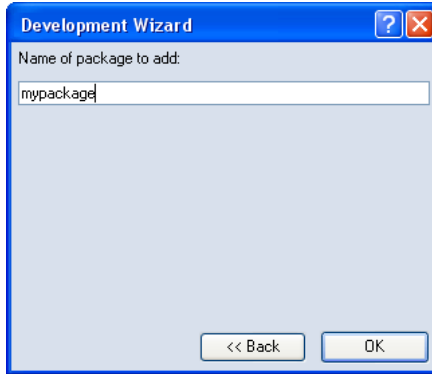 Development Wizard
Name of package to add:
mypackage
<< Back
OK